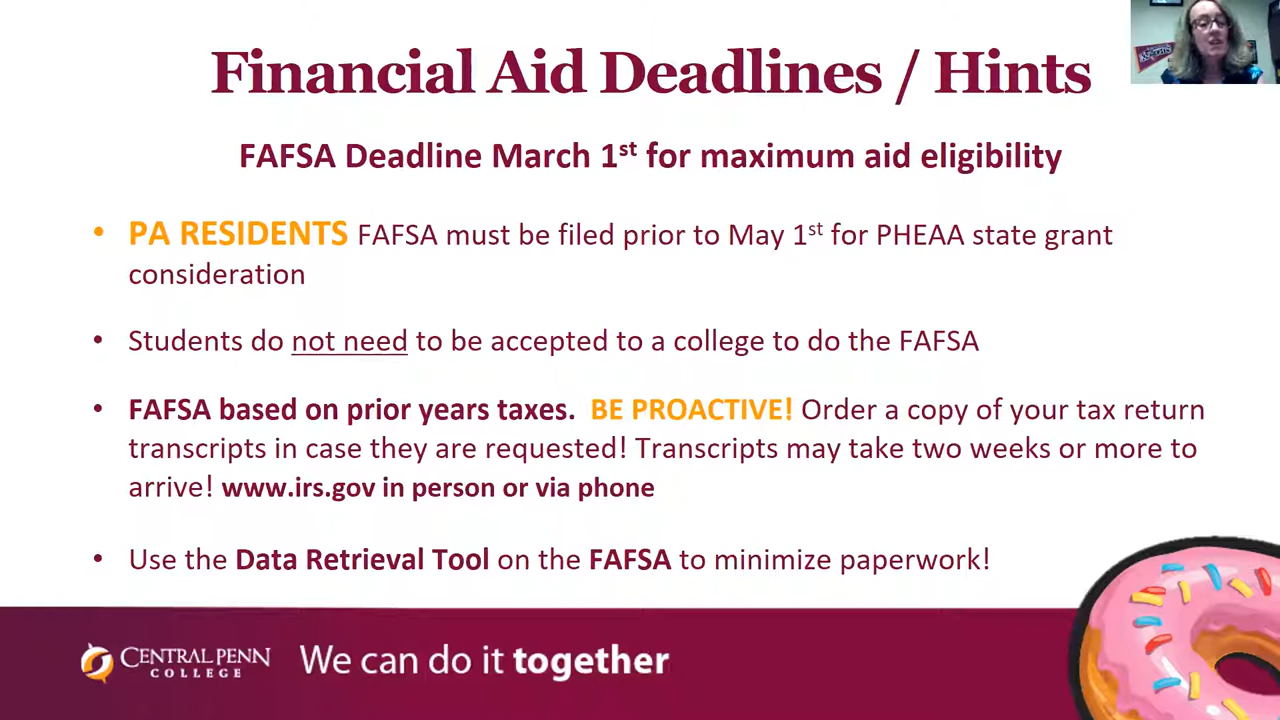 Financial Aid Deadlines / Hints
FAFSA Deadline March 1st for maximum aid eligibility
• PA RESIDENTS FAFSA must be filed prior to May 1st for PHEAA state grant
consideration
• Students do not need to be accepted to a college to do the FAFSA
• FAFSA based on prior years taxes. BE PROACTIVE! Order a copy of your tax return
transcripts in case they are requested! Transcripts may take two weeks or more to
arrive! www.irs.gov in person or via phone
• Use the Data Retrieval Tool on the FAFSA to minimize paperwork!
CENTRAL PENN
COLLEGE
We can do it together